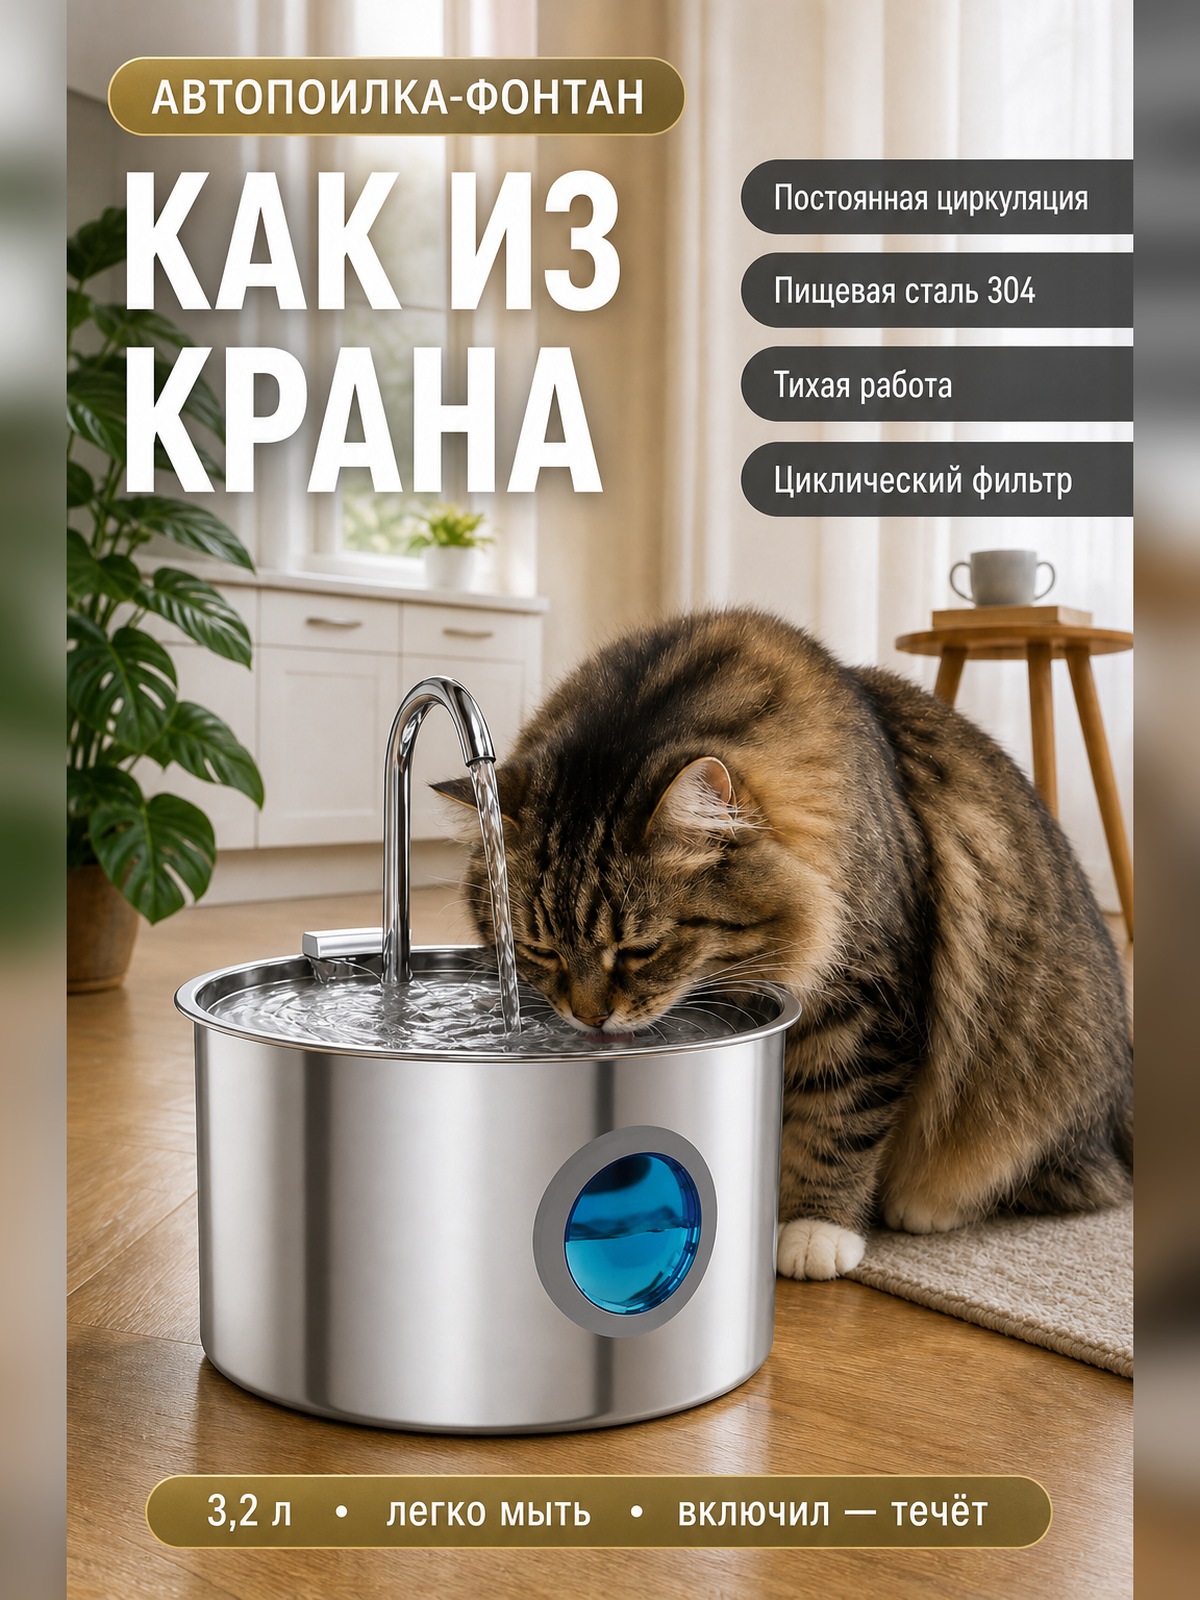 АВТОПОИЛКА-ФОНТАН
КАК ИЗ
КРАНА
Постоянная циркуляция
Пищевая сталь 304
Тихая работа
Циклический фильтр
3,2 л • легко мыть • включил — течёт